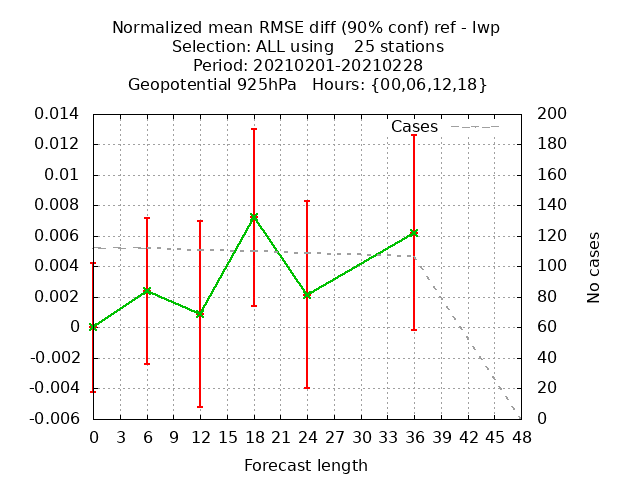 Normalized mean RMSE diff (90% conf) ref - lwp
Selection: ALL using    25 stations
Period: 20210201-20210228
Geopotential 925hPa   Hours: {00,06,12,18}
Cases
0.014
0.012
0.01
0.008
0.006
0.004
0.002
0
-0.002
-0.004
-0.006
200
180
160
140
120
100
80
60
40
20
0
No cases
0 3 6 9 12 15 18 21 24 27 30 33 36 39 42 45 48
Forecast length